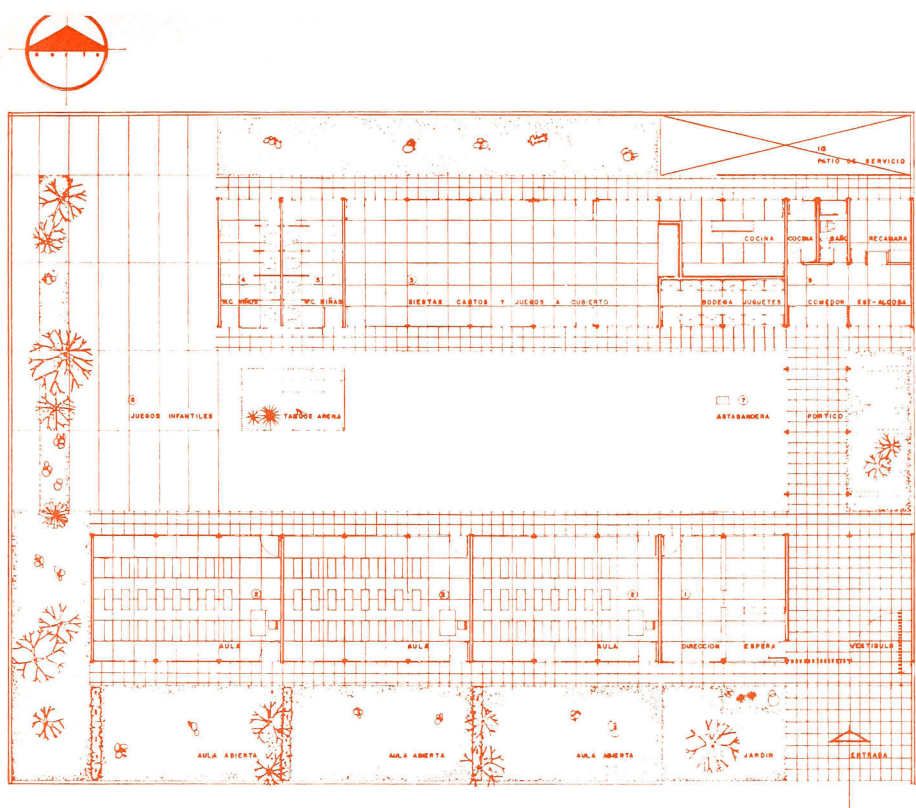 10
PATIO DE SERVICIO
COCINA COCINA BAÑO RECAMARA
4 5 3 9
W.C. NIÑOS W.C. NIÑAS SIESTAS CANTOS Y JUEGOS A CUBIERTO BODEGA JUGUETES COMEDOR EST-ALCOBA
6 7
JUEGOS INFANTILES ARENA ASTABANDERA PORTICO
2 2 2 1
AULA AULA AULA DIRECCION ESPERA VESTIBULO
AULA ABIERTA AULA ABIERTA AULA ABIERTA JARDIN ENTRADA